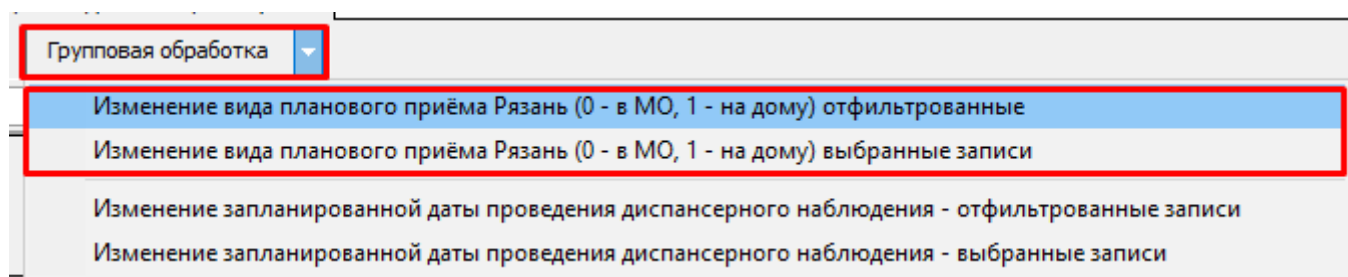 Групповая обработка
Изменение вида планового приёма Рязань (0 - в МО, 1 - на дому) отфильтрованные
Изменение вида планового приёма Рязань (0 - в МО, 1 - на дому) выбранные записи
Изменение запланированной даты проведения диспансерного наблюдения - отфильтрованные записи
Изменение запланированной даты проведения диспансерного наблюдения - выбранные записи